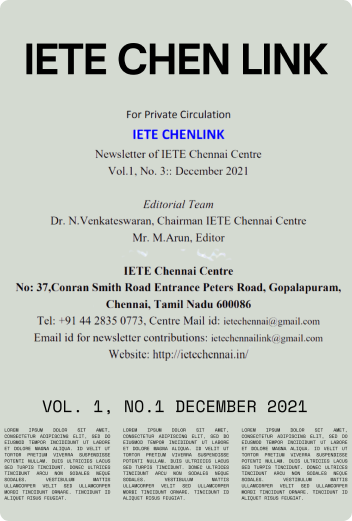 IETE CHEN LINK
For Private Circulation
IETE CHENLINK
Newsletter of IETE Chennai Centre
Vol.1, No. 3:: December 2021
Editorial Team
Dr. N.Venkateswaran, Chairman IETE Chennai Centre
Mr. M.Arun, Editor
IETE Chennai Centre
No: 37,Conran Smith Road Entrance Peters Road, Gopalapuram,
Chennai, Tamil Nadu 600086
Tel: +91 44 2835 0773, Centre Mail id: ietechennai@gmail.com
Email id for newsletter contributions: ietechennailink@gmail.com
Website: http://ietechennai.in/
VOL. 1, NO.1 DECEMBER 2021
LOREM IPSUM DOLOR SIT AMET,
CONSECTETUR ADIPISCING ELIT, SED DO
EIUSMOD TEMPOR INCIDIDUNT UT LABORE
ET DOLORE MAGNA ALIQUA. ID VELIT UT
TORTOR PRETIUM VIVERRA SUSPENDISSE
POTENTI NULLAM. DUIS ULTRICIES LACUS
SED TURPIS TINCIDUNT. DONEC ULTRICES
TINCIDUNT ARCU NON SODALES NEQUE
SODALES. VESTIBULUM MATTIS
ULLAMCORPER VELIT SED ULLAMCORPER
MORBI TINCIDUNT ORNARE. TINCIDUNT ID
ALIQUET RISUS FEUGIAT.
LOREM IPSUM DOLOR SIT AMET,
CONSECTETUR ADIPISCING ELIT, SED DO
EIUSMOD TEMPOR INCIDIDUNT UT LABORE
ET DOLORE MAGNA ALIQUA. ID VELIT UT
TORTOR PRETIUM VIVERRA SUSPENDISSE
POTENTI NULLAM. DUIS ULTRICIES LACUS
SED TURPIS TINCIDUNT. DONEC ULTRICES
TINCIDUNT ARCU NON SODALES NEQUE
SODALES. VESTIBULUM MATTIS
ULLAMCORPER VELIT SED ULLAMCORPER
MORBI TINCIDUNT ORNARE. TINCIDUNT ID
ALIQUET RISUS FEUGIAT.
LOREM IPSUM DOLOR SIT AMET,
CONSECTETUR ADIPISCING ELIT, SED DO
EIUSMOD TEMPOR INCIDIDUNT UT LABORE
ET DOLORE MAGNA ALIQUA. ID VELIT UT
TORTOR PRETIUM VIVERRA SUSPENDISSE
POTENTI NULLAM. DUIS ULTRICIES LACUS
SED TURPIS TINCIDUNT. DONEC ULTRICES
TINCIDUNT ARCU NON SODALES NEQUE
SODALES. VESTIBULUM MATTIS
ULLAMCORPER VELIT SED ULLAMCORPER
MORBI TINCIDUNT ORNARE. TINCIDUNT ID
ALIQUET RISUS FEUGIAT.